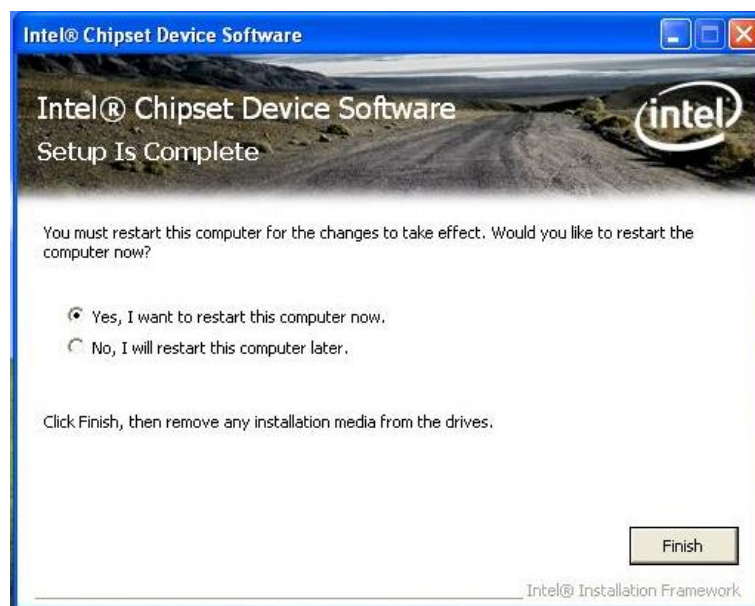 Intel® Chipset Device Software
Intel® Chipset Device Software
intel
Setup Is Complete
You must restart this computer for the changes to take effect. Would you like to restart the
computer now?
Yes, I want to restart this computer now.
No, I will restart this computer later.
Click Finish, then remove any installation media from the drives.
Finish
Intel® Installation Framework